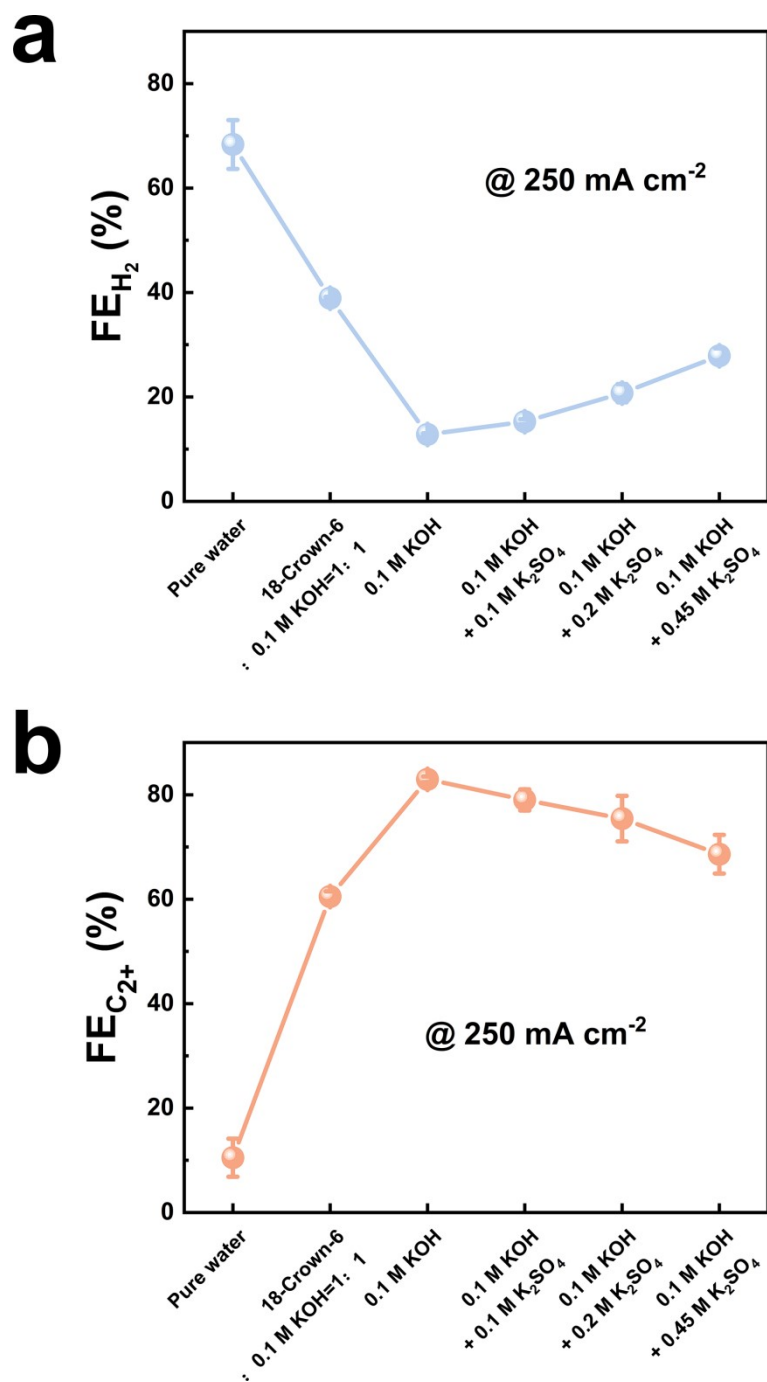 a
80
60
40
20
0
FE_H₂ (%)
@ 250 mA cm⁻²
Pure water
18-Crown-6
： 0.1 M KOH=1：1
0.1 M KOH
0.1 M KOH
+ 0.1 M K₂SO₄
0.1 M KOH
+ 0.2 M K₂SO₄
0.1 M KOH
+ 0.45 M K₂SO₄
b
80
60
40
20
0
FE_C₂₊ (%)
@ 250 mA cm⁻²
Pure water
18-Crown-6
： 0.1 M KOH=1：1
0.1 M KOH
0.1 M KOH
+ 0.1 M K₂SO₄
0.1 M KOH
+ 0.2 M K₂SO₄
0.1 M KOH
+ 0.45 M K₂SO₄